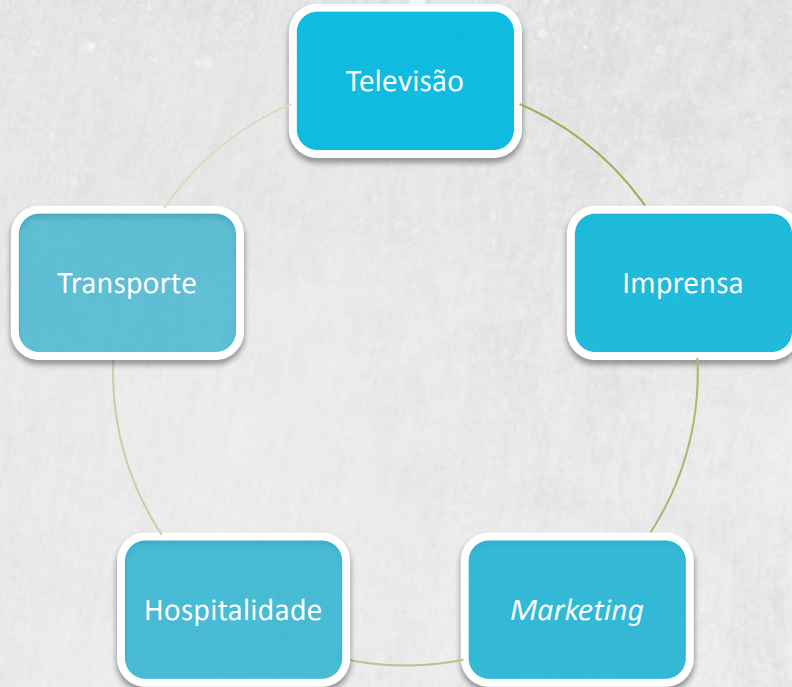 Televisão
Transporte
Imprensa
Hospitalidade
Marketing